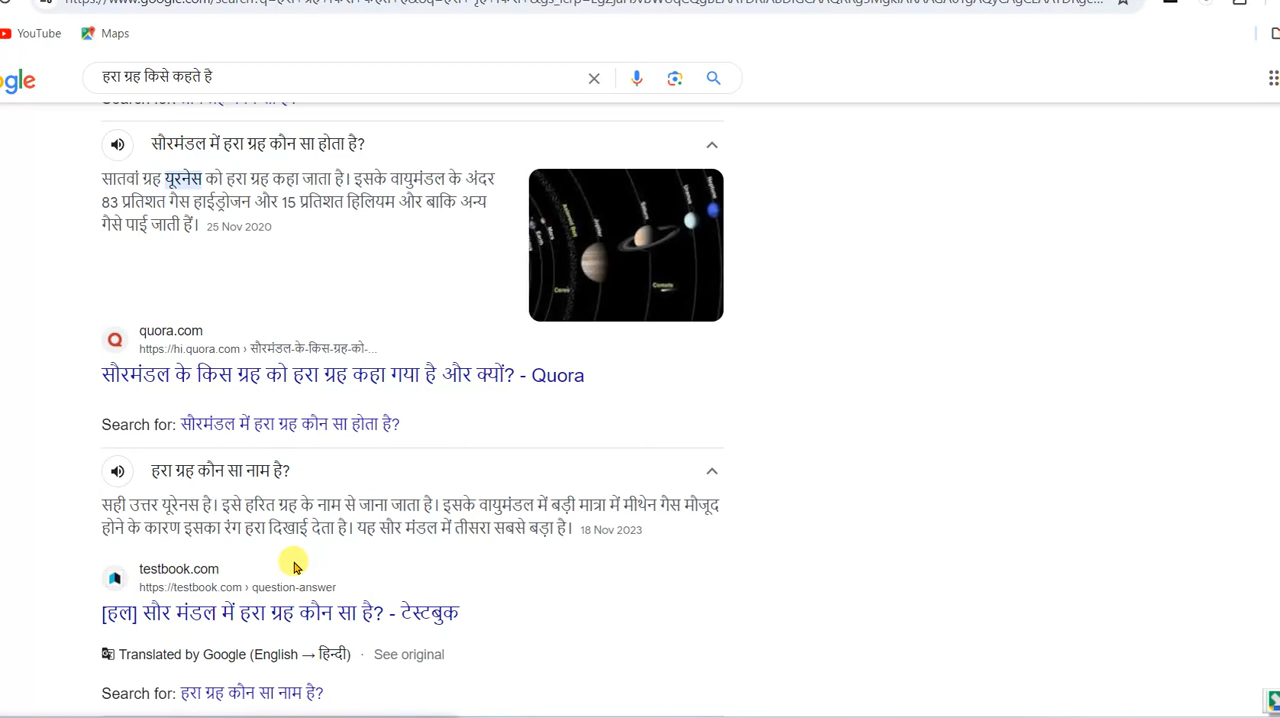 YouTube
Maps
हरा ग्रह किसे कहते है
सौरमंडल में हरा ग्रह कौन सा होता है?
सातवां ग्रह यूरनेस को हरा ग्रह कहा जाता है। इसके वायुमंडल के अंदर
83 प्रतिशत गैस हाईड्रोजन और 15 प्रतिशत हिलियम और बाकि अन्य
गैसे पाई जाती हैं। 25 Nov 2020
Ceres
Comets
quora.com
https://hi.quora.com › सौरमंडल-के-किस-ग्रह-को-...
सौरमंडल के किस ग्रह को हरा ग्रह कहा गया है और क्यों? - Quora
Search for: सौरमंडल में हरा ग्रह कौन सा होता है?
हरा ग्रह कौन सा नाम है?
सही उत्तर यूरेनस है। इसे हरित ग्रह के नाम से जाना जाता है। इसके वायुमंडल में बड़ी मात्रा में मीथेन गैस मौजूद
होने के कारण इसका रंग हरा दिखाई देता है। यह सौर मंडल में तीसरा सबसे बड़ा है। 18 Nov 2023
testbook.com
https://testbook.com › question-answer
[हल] सौर मंडल में हरा ग्रह कौन सा है? - टेस्टबुक
Translated by Google (English → हिन्दी) · See original
Search for: हरा ग्रह कौन सा नाम है?